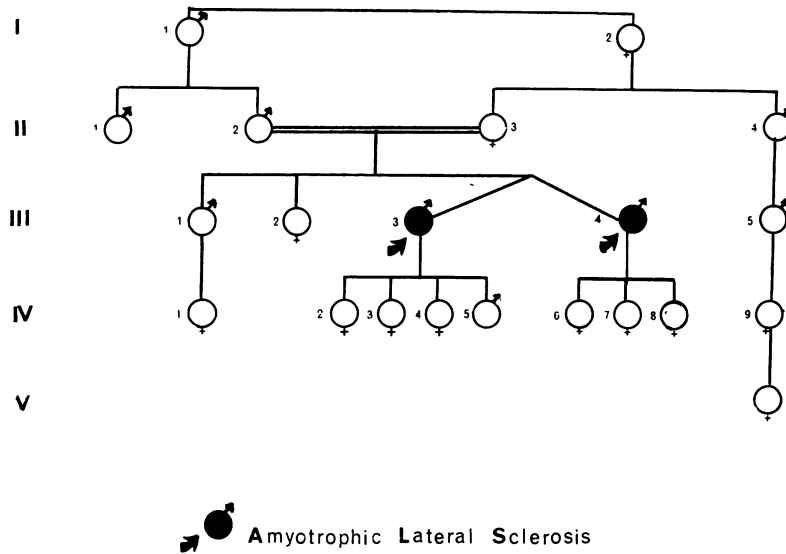 I 1 2
II 1 2 3 4
III 1 2 3 4 5
IV 1 2 3 4 5 6 7 8 9
V
Amyotrophic Lateral Sclerosis